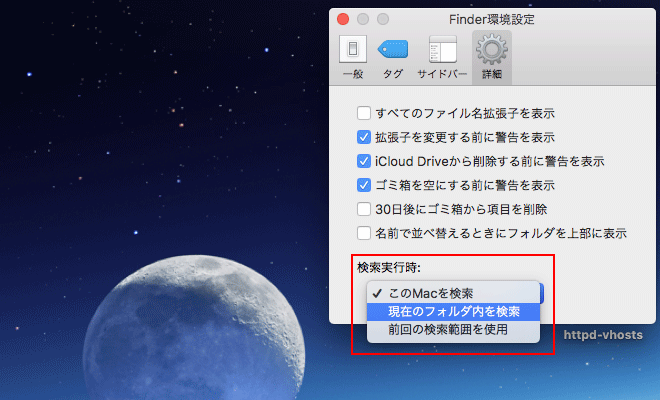 Finder環境設定
一般 タグ サイドバー 詳細
すべてのファイル名拡張子を表示
拡張子を変更する前に警告を表示
iCloud Driveから削除する前に警告を表示
ゴミ箱を空にする前に警告を表示
30日後にゴミ箱から項目を削除
名前で並べ替えるときにフォルダを上部に表示
検索実行時:
✓ このMacを検索
現在のフォルダ内を検索
前回の検索範囲を使用
httpd-vhosts